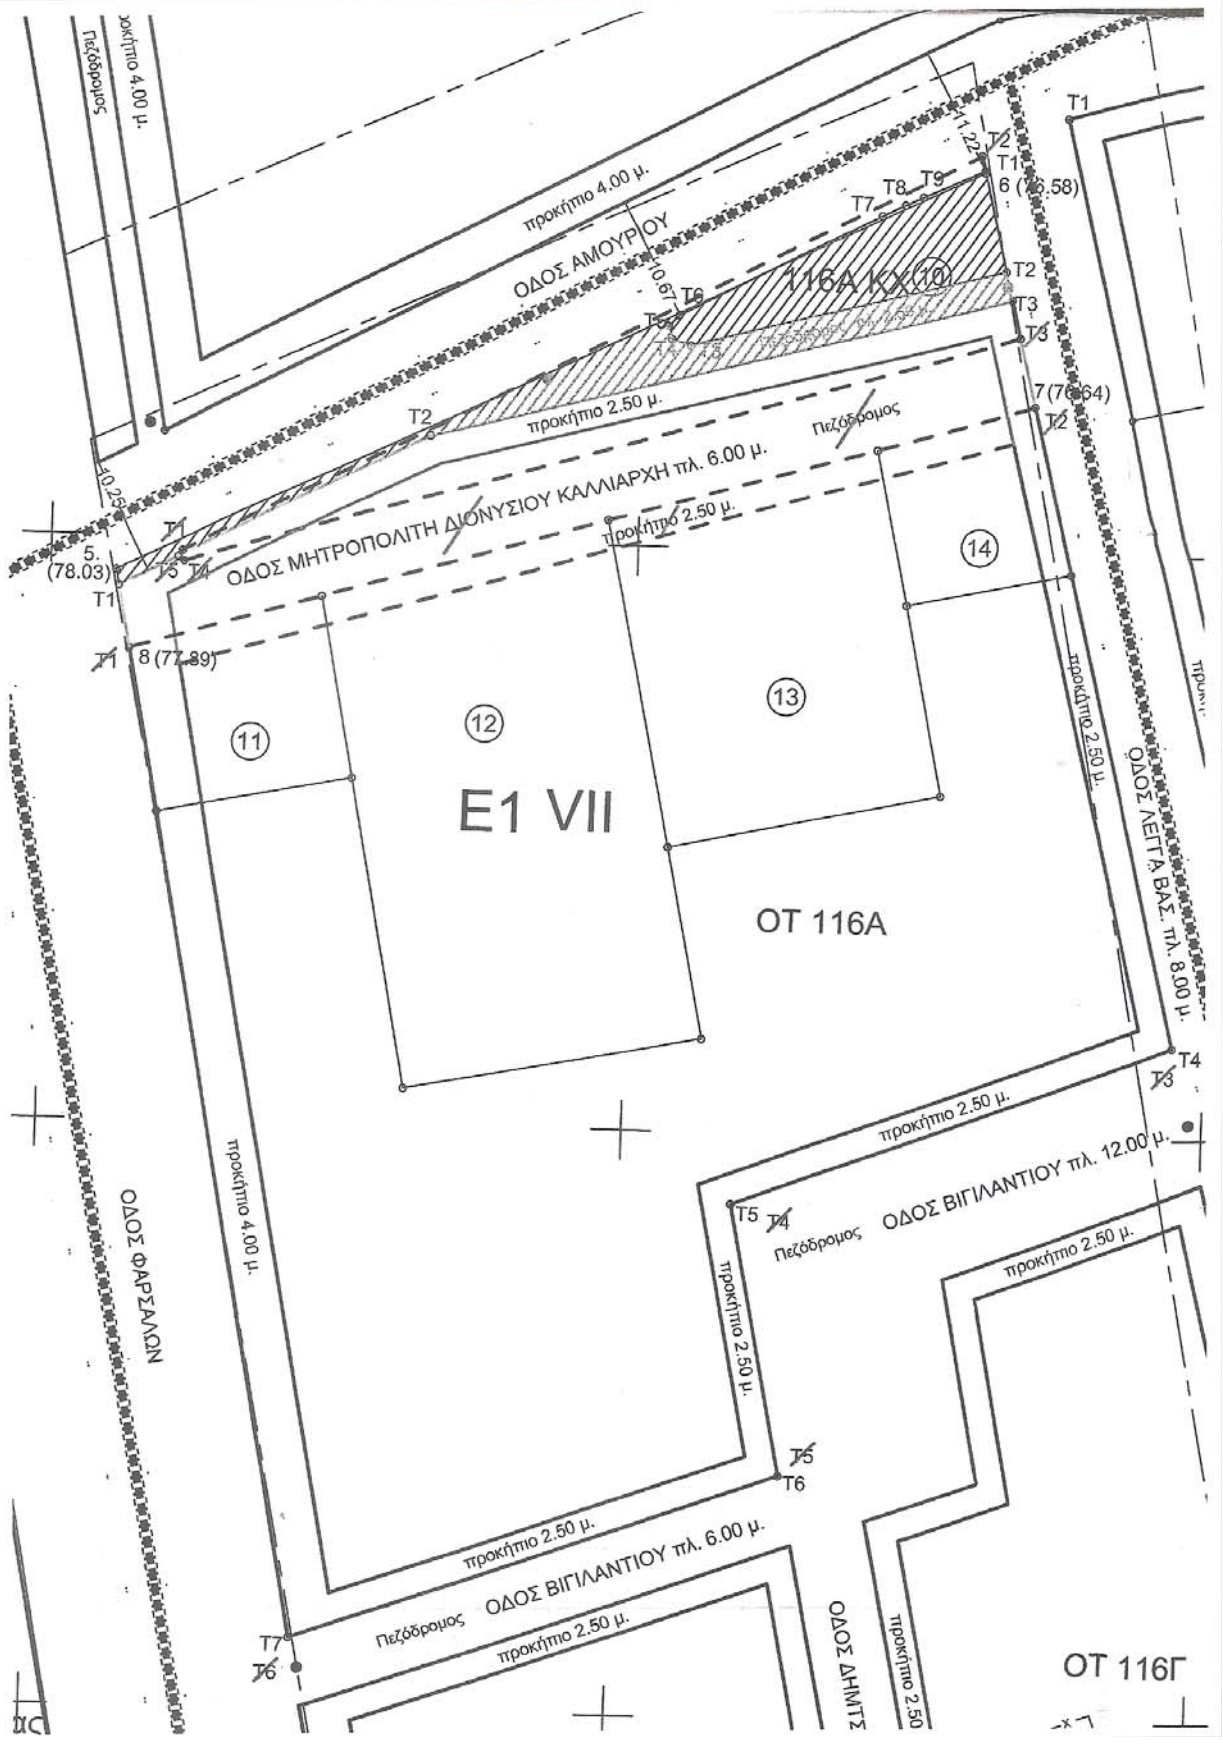 Πεζόδρομος
προκήπιο 4.00 μ.
T1
προκήπιο 4.00 μ.
11.22
T2
T1
6 (76.58)
T9
T8
T7
ΟΔΟΣ ΑΜΟΥΡΙΟΥ
10.67
116Α ΚΧ 10
T2
T6
T5
T3
T3
7 (76.64)
T2
T2
προκήπιο 2.50 μ.
Πεζόδρομος
ΟΔΟΣ ΜΗΤΡΟΠΟΛΙΤΗ ΔΙΟΝΥΣΙΟΥ ΚΑΛΛΙΑΡΧΗ πλ. 6.00 μ.
10.25
T1
προκήπιο 2.50 μ.
5.
(78.03)
T5
T4
T1
14
T1
8 (77.89)
11
12
13
προκήπιο 2.50 μ.
E1 VII
ΟΔΟΣ ΛΕΓΓΑ ΒΑΣ. πλ. 8.00 μ.
ΟΤ 116Α
T4
T3
προκήπιο 2.50 μ.
προκήπιο 4.00 μ.
ΟΔΟΣ ΦΑΡΣΑΛΩΝ
T5
T4
Πεζόδρομος ΟΔΟΣ ΒΙΓΙΛΑΝΤΙΟΥ πλ. 12.00 μ.
προκήπιο 2.50 μ.
προκήπιο 2.50 μ.
T5
T6
προκήπιο 2.50 μ.
Πεζόδρομος ΟΔΟΣ ΒΙΓΙΛΑΝΤΙΟΥ πλ. 6.00 μ.
T7
T6
προκήπιο 2.50 μ.
ΟΔΟΣ ΔΗΜΤΣ
προκήπιο 2.50
ΟΤ 116Γ